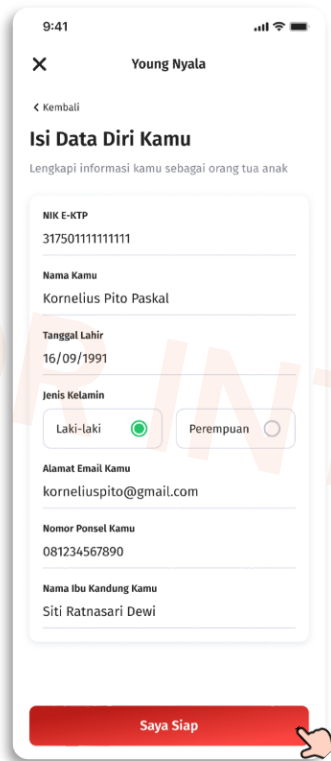 9:41
Young Nyala
Kembali
Isi Data Diri Kamu
Lengkapi informasi kamu sebagai orang tua anak
NIK E-KTP
317501111111111
Nama Kamu
Kornelius Pito Paskal
Tanggal Lahir
16/09/1991
Jenis Kelamin
Laki-laki
Perempuan
Alamat Email Kamu
korneliuspito@gmail.com
Nomor Ponsel Kamu
081234567890
Nama Ibu Kandung Kamu
Siti Ratnasari Dewi
Saya Siap